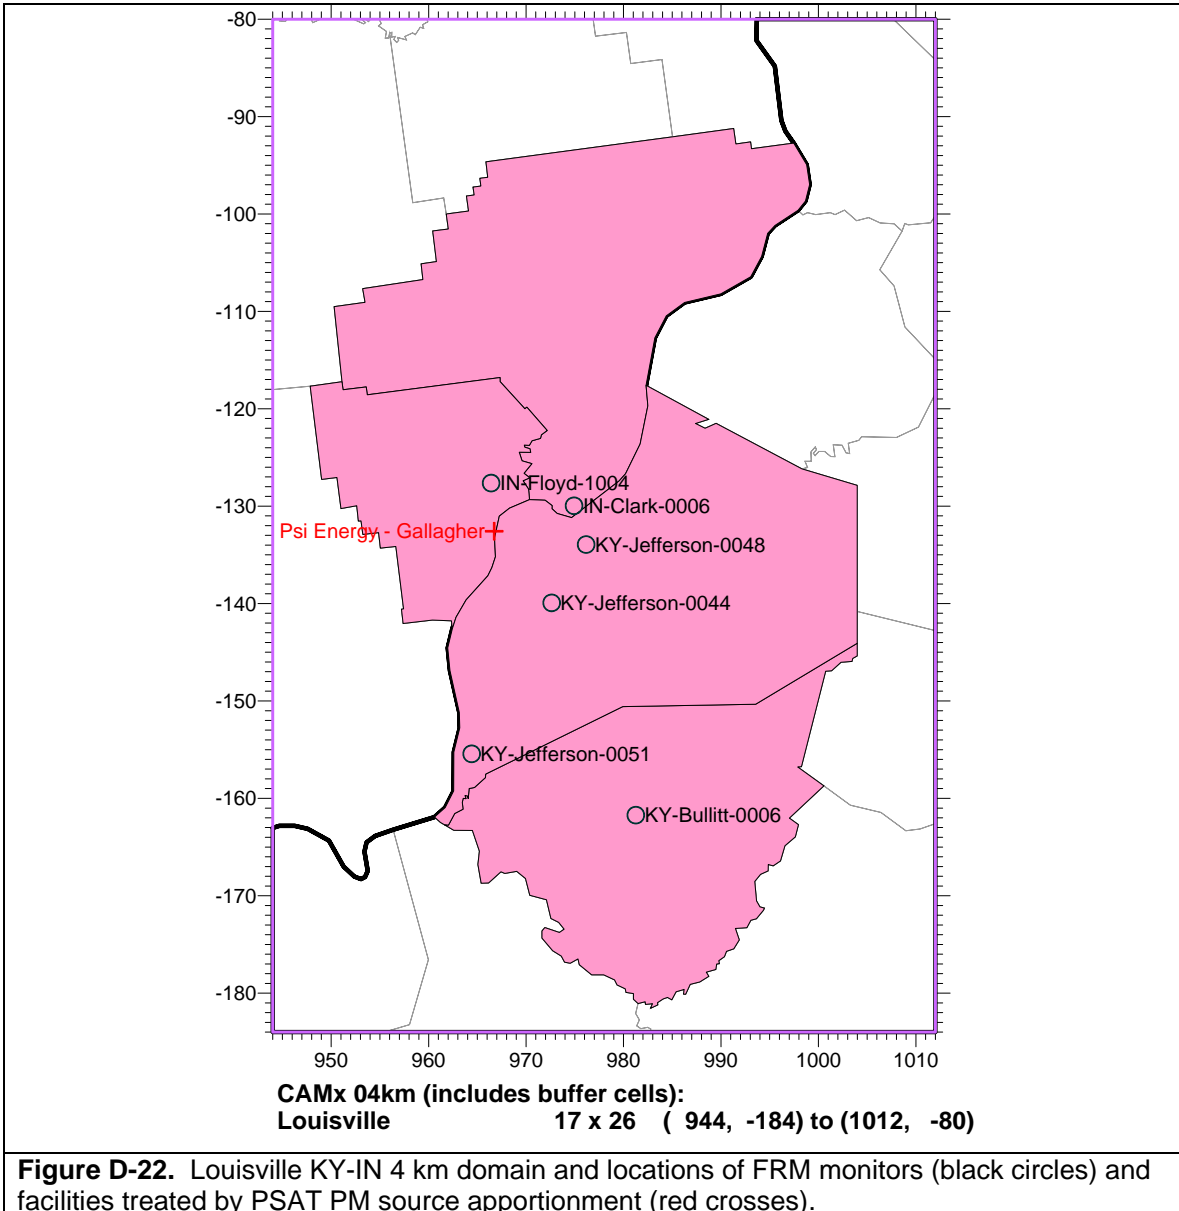 -80
-90
-100
-110
-120
-130
-140
-150
-160
-170
-180
IN-Floyd-1004
IN-Clark-0006
Psi Energy - Gallagher
KY-Jefferson-0048
KY-Jefferson-0044
KY-Jefferson-0051
KY-Bullitt-0006
950 960 970 980 990 1000 1010
CAMx 04km (includes buffer cells):
Louisville 17 x 26 ( 944, -184) to (1012, -80)
Figure D-22. Louisville KY-IN 4 km domain and locations of FRM monitors (black circles) and
facilities treated by PSAT PM source apportionment (red crosses).